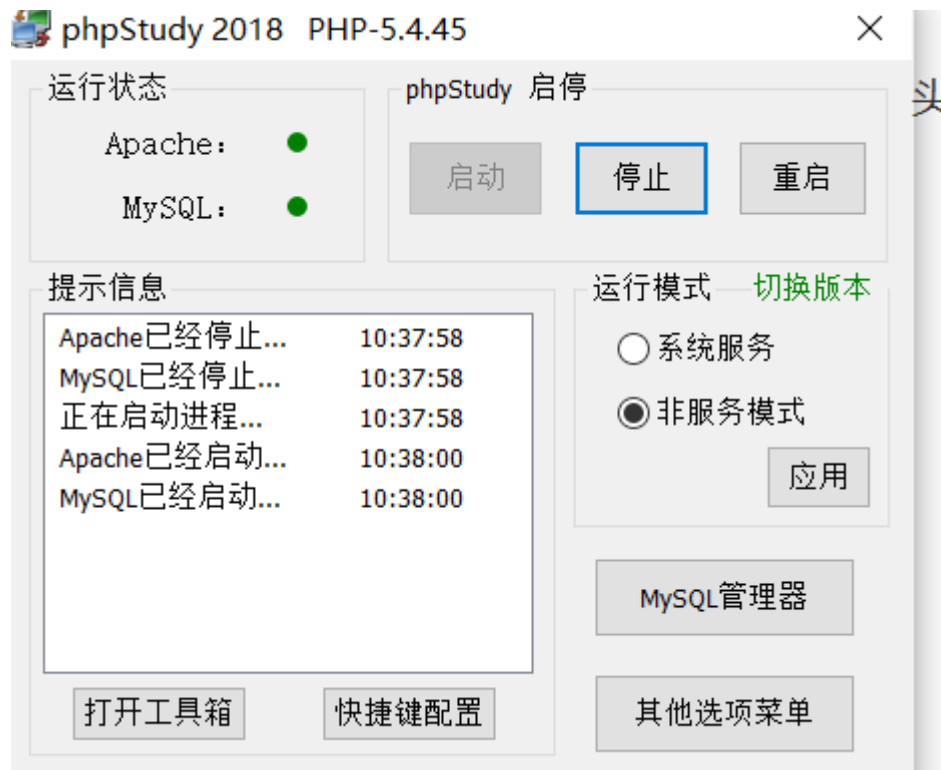 phpStudy 2018 PHP-5.4.45
运行状态
Apache:
MySQL:
phpStudy 启停
启动 停止 重启
提示信息
Apache已经停止... 10:37:58
MySQL已经停止... 10:37:58
正在启动进程... 10:37:58
Apache已经启动... 10:38:00
MySQL已经启动... 10:38:00
运行模式 切换版本
系统服务
非服务模式
应用
MySQL管理器
打开工具箱 快捷键配置 其他选项菜单